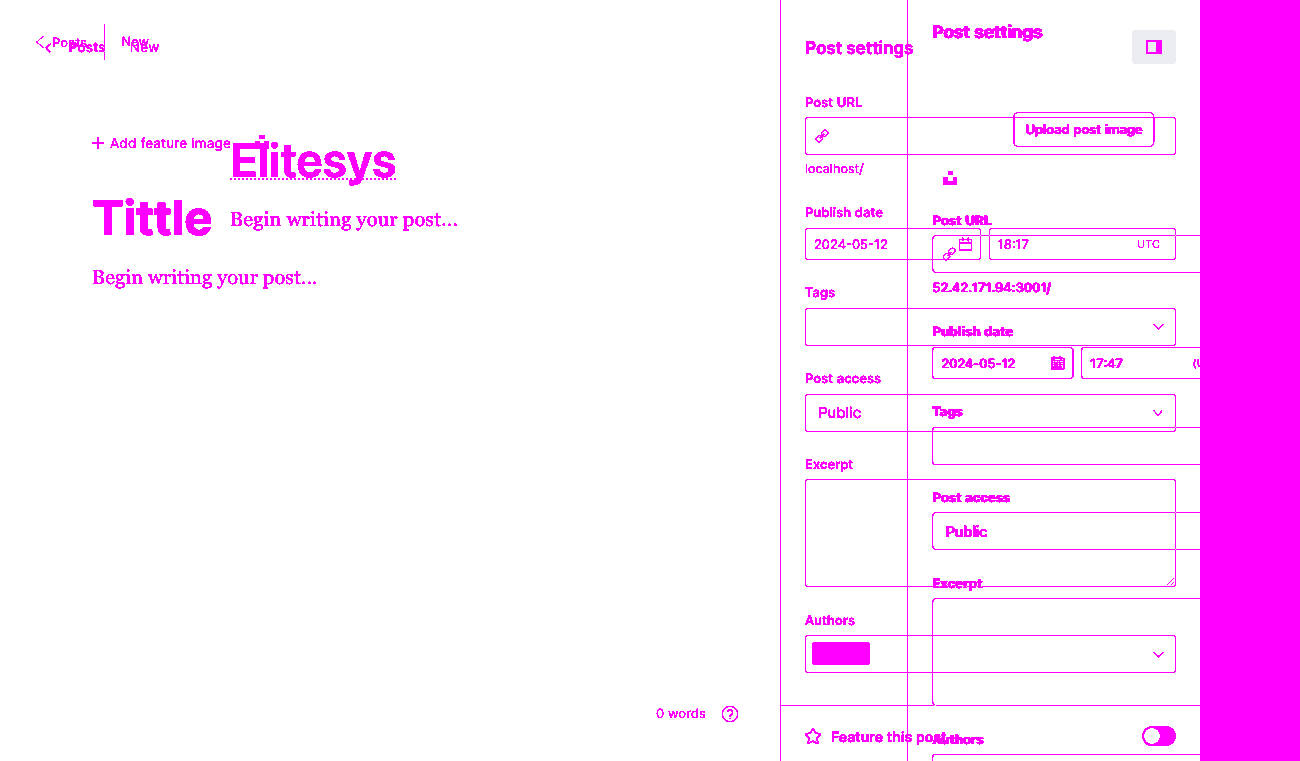 Posts New
Posts New
Post settings
Post settings
Post URL
Upload post image
Add feature image
Elitesys
localhost/
Tittle
Begin writing your post...
Publish date
Post URL
2024-05-12
18:17
UTC
Begin writing your post...
52.42.171.94:3001/
Tags
Publish date
2024-05-12
17:47
Post access
Public
Tags
Excerpt
Post access
Public
Excerpt
Authors
0 words
Feature this post
Authors